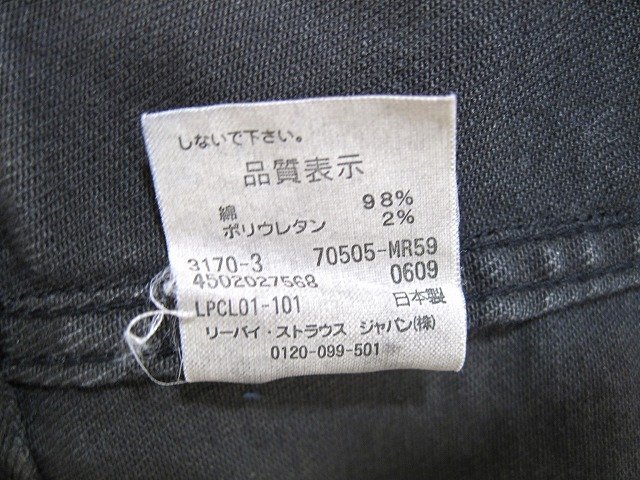 しないで下さい。
品質表示
綿 98%
ポリウレタン 2%
3170-3 70505-MR59
4502027568 0609
LPCL01-101 日本製
リーバイ・ストラウス ジャパン(株)
0120-099-501